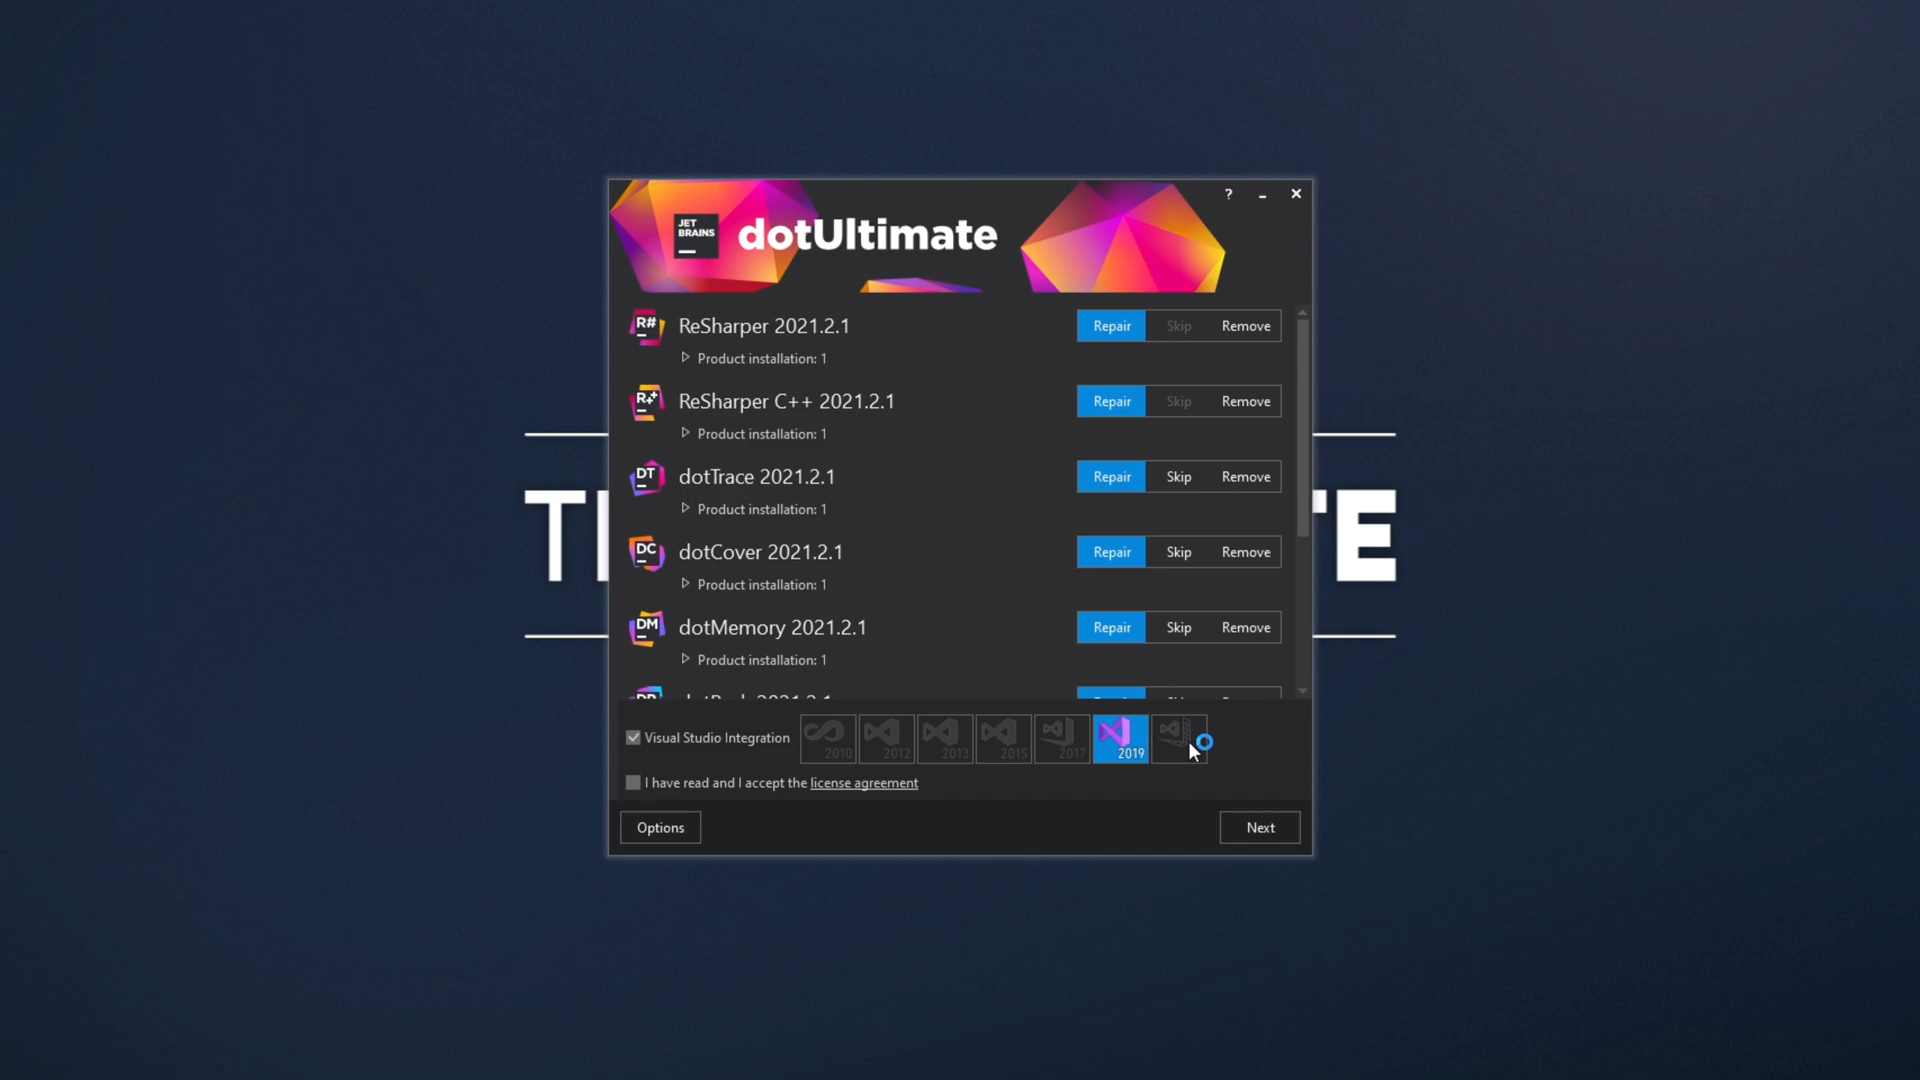 JET
BRAINS
dotUltimate
?
R#
ReSharper 2021.2.1
Repair Skip Remove
Product installation: 1
R++
ReSharper C++ 2021.2.1
Repair Skip Remove
Product installation: 1
DT
dotTrace 2021.2.1
Repair Skip Remove
Product installation: 1
DC
dotCover 2021.2.1
Repair Skip Remove
Product installation: 1
DM
dotMemory 2021.2.1
Repair Skip Remove
Product installation: 1
Visual Studio Integration 2010 2012 2013 2015 2017 2019
I have read and I accept the license agreement
Options Next